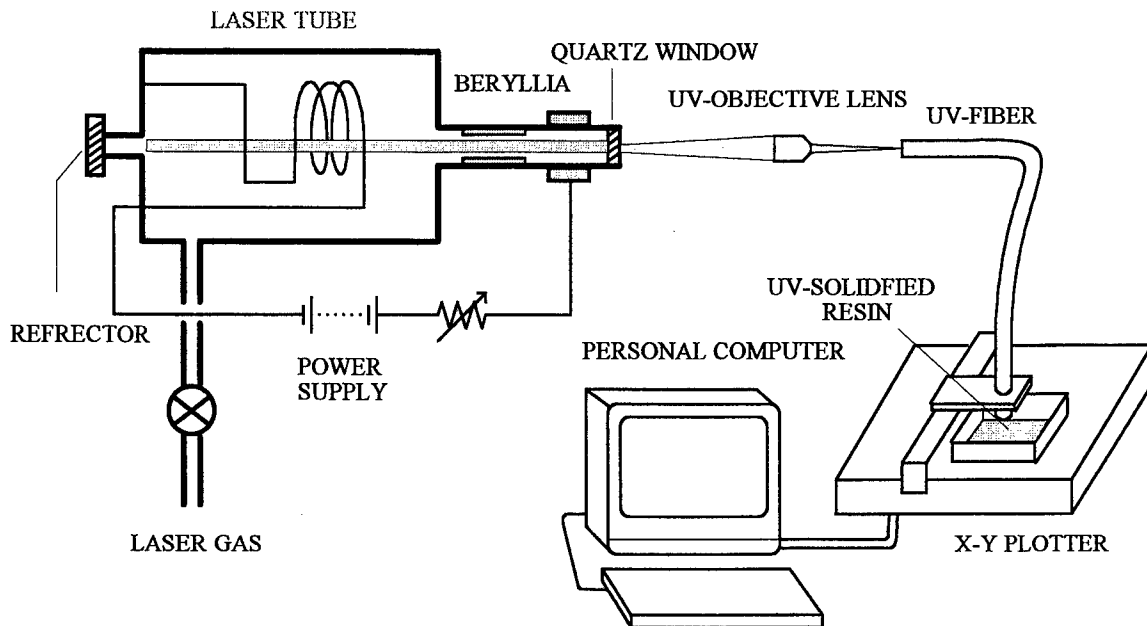 LASER TUBE
QUARTZ WINDOW
BERYLLIA
UV-OBJECTIVE LENS
UV-FIBER
UV-SOLIDFIED
RESIN
REFRECTOR
POWER
SUPPLY
PERSONAL COMPUTER
LASER GAS
X-Y PLOTTER